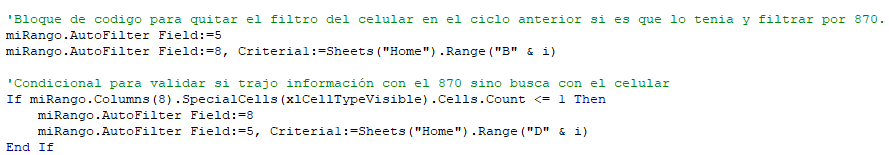 'Bloque de codigo para quitar el filtro del celular en el ciclo anterior si es que lo tenia y filtrar por 870.
miRango.AutoFilter Field:=5
miRango.AutoFilter Field:=8, Criteria1:=Sheets("Home").Range("B" & i)
'Condicional para validar si trajo información con el 870 sino busca con el celular
If miRango.Columns(8).SpecialCells(xlCellTypeVisible).Cells.Count <= 1 Then
miRango.AutoFilter Field:=8
miRango.AutoFilter Field:=5, Criteria1:=Sheets("Home").Range("D" & i)
End If